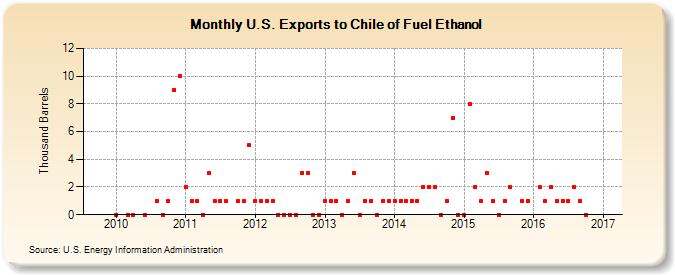 Monthly U.S. Exports to Chile of Fuel Ethanol
Thousand Barrels
12
10
8
6
4
2
0
2010 2011 2012 2013 2014 2015 2016 2017
Source: U.S. Energy Information Administration